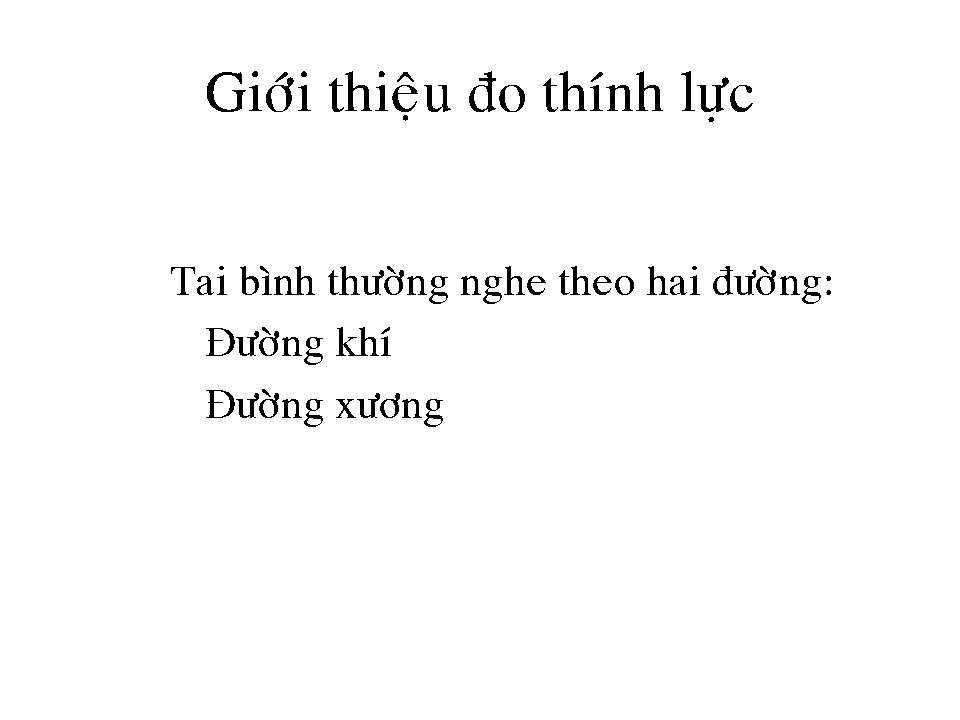 Giới thiệu đo thính lực
Tai bình thường nghe theo hai đường:
Đường khí
Đường xương